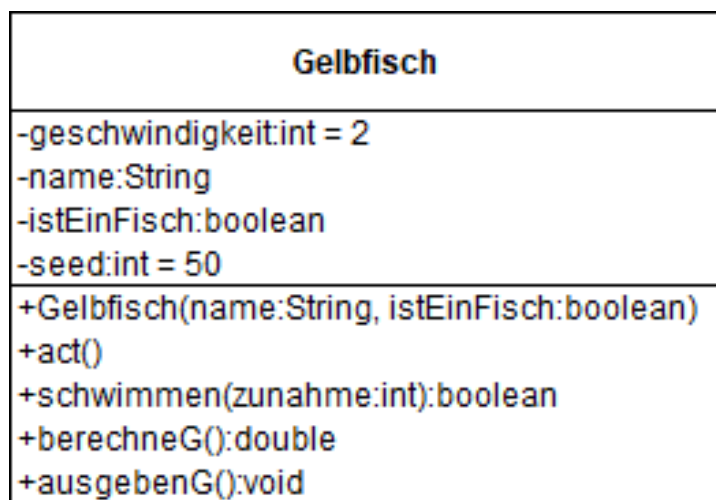 Gelbfisch
-geschwindigkeit:int = 2
-name:String
-istEinFisch:boolean
-seed:int = 50
+Gelbfisch(name:String, istEinFisch:boolean)
+act()
+schwimmen(zunahme:int):boolean
+berechneG():double
+ausgebenG():void